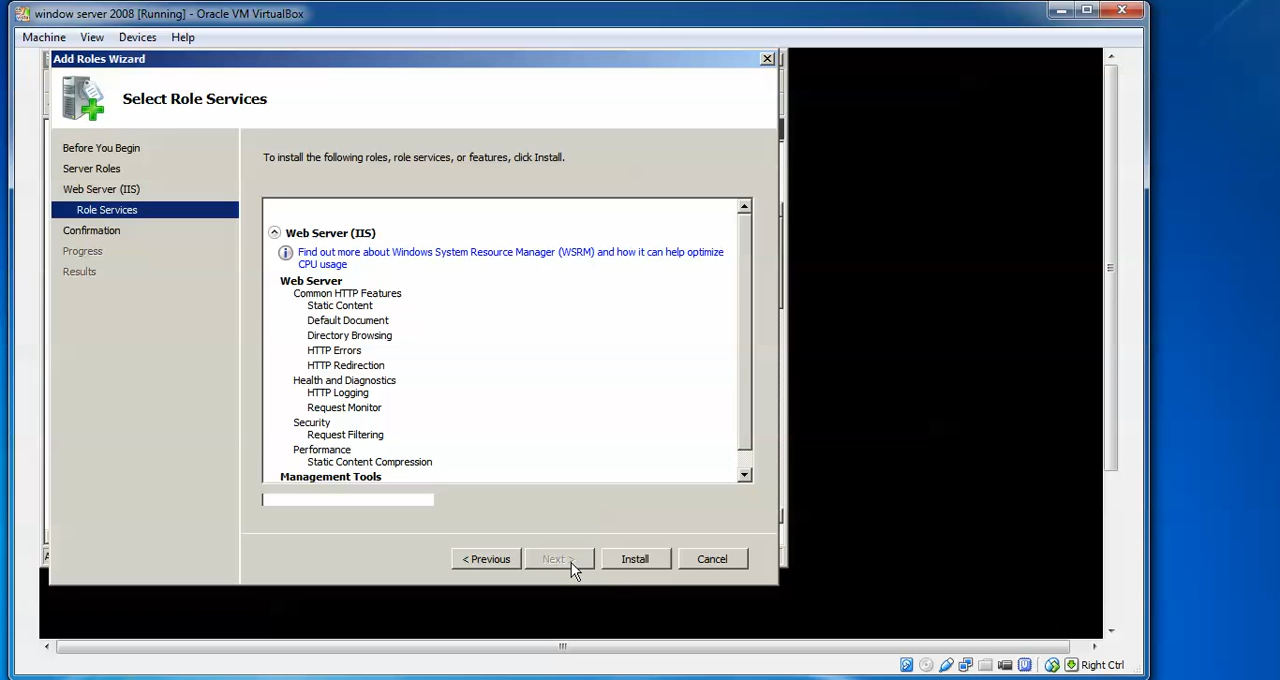 window server 2008 [Running] - Oracle VM VirtualBox
Machine View Devices Help
Add Roles Wizard
Select Role Services
Before You Begin
Server Roles
Web Server (IIS)
Role Services
Confirmation
Progress
Results
To install the following roles, role services, or features, click Install.
Web Server (IIS)
Find out more about Windows System Resource Manager (WSRM) and how it can help optimize
CPU usage
Web Server
Common HTTP Features
Static Content
Default Document
Directory Browsing
HTTP Errors
HTTP Redirection
Health and Diagnostics
HTTP Logging
Request Monitor
Security
Request Filtering
Performance
Static Content Compression
Management Tools
< Previous Next > Install Cancel
Right Ctrl